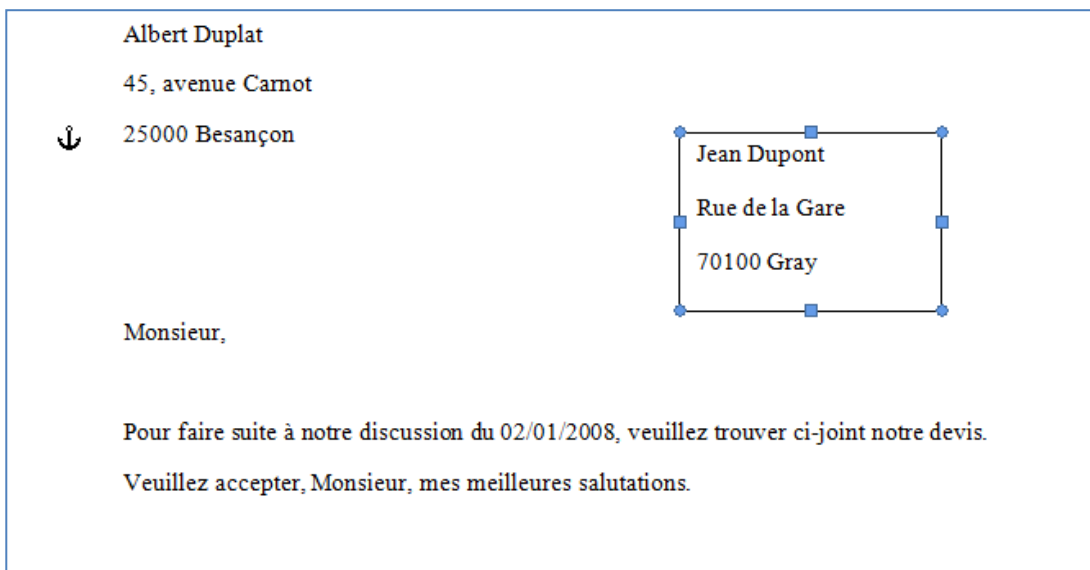 Albert Duplat
45, avenue Carnot
25000 Besançon
Jean Dupont
Rue de la Gare
70100 Gray
Monsieur,
Pour faire suite à notre discussion du 02/01/2008, veuillez trouver ci-joint notre devis.
Veuillez accepter, Monsieur, mes meilleures salutations.